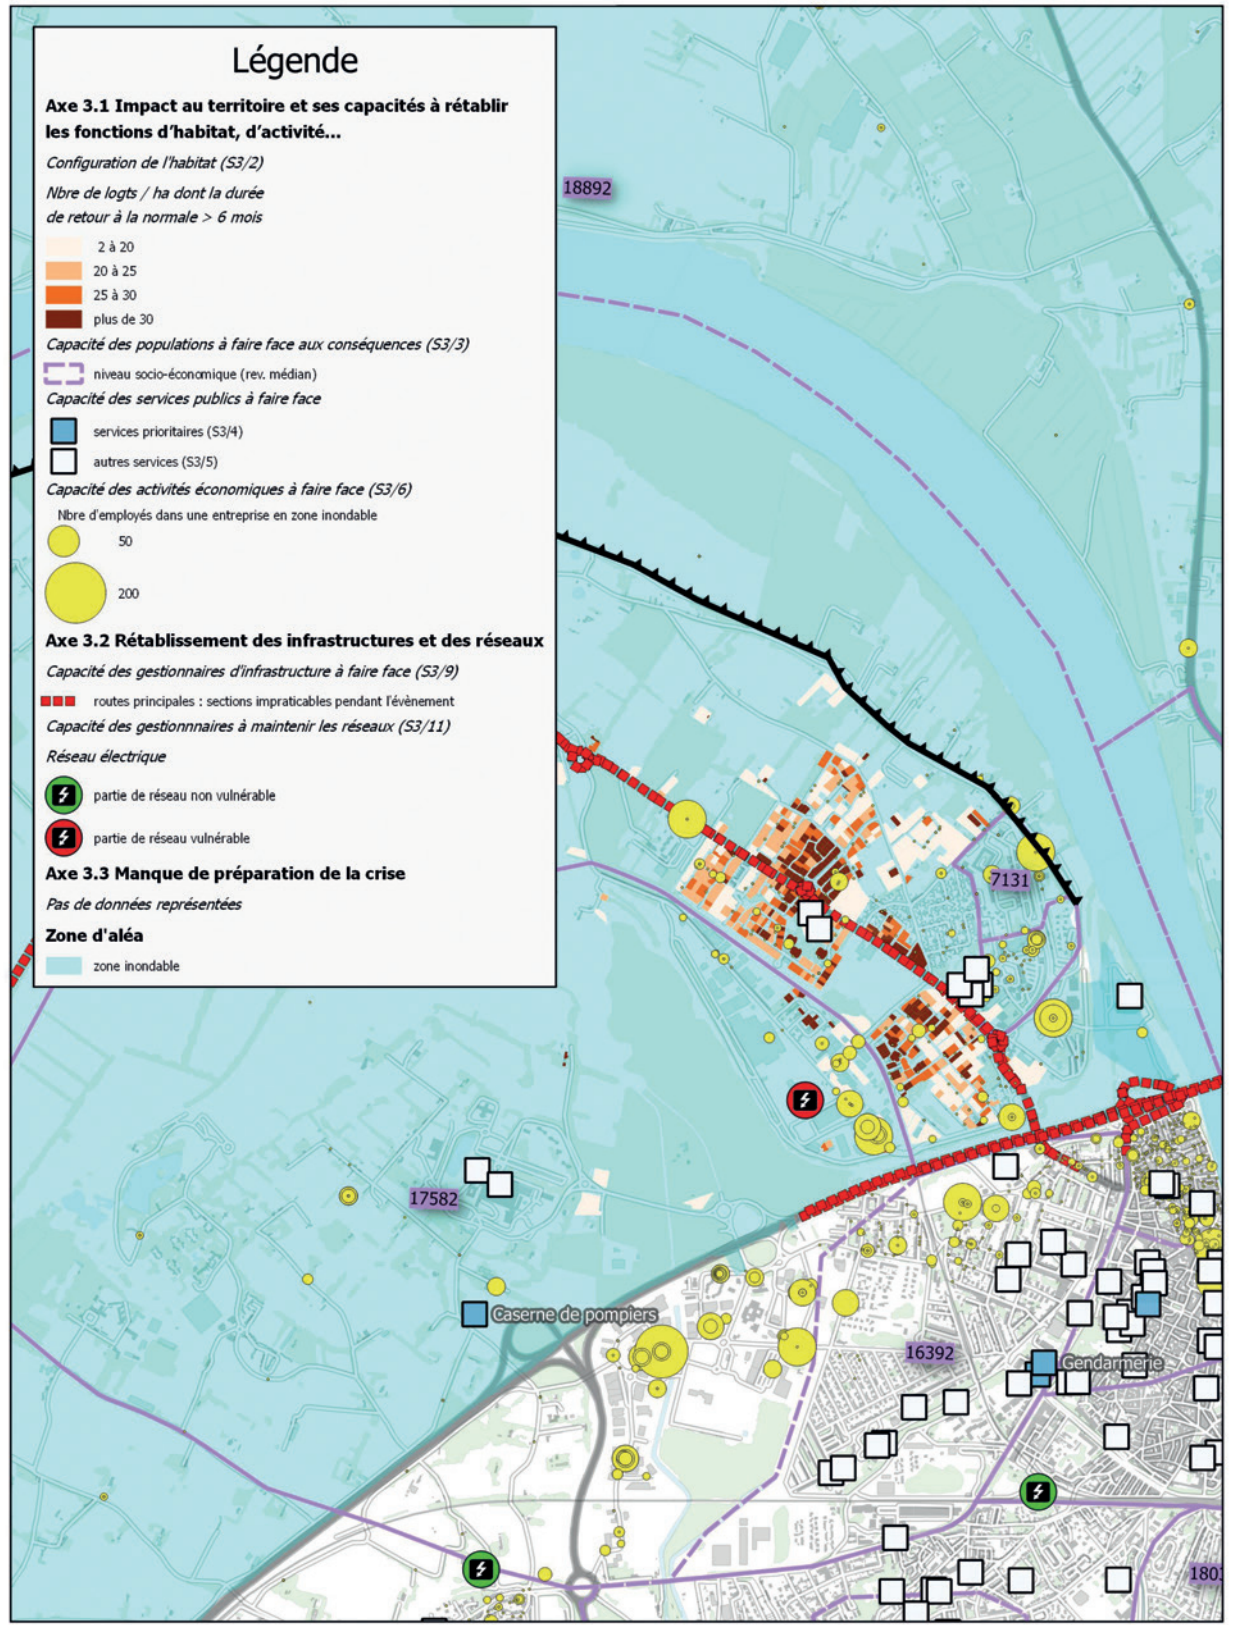 Légende
Axe 3.1 Impact au territoire et ses capacités à rétablir
les fonctions d'habitat, d'activité...
Configuration de l'habitat (S3/2)
Nbre de logts / ha dont la durée
de retour à la normale > 6 mois
2 à 20
20 à 25
25 à 30
plus de 30
Capacité des populations à faire face aux conséquences (S3/3)
niveau socio-économique (rev. médian)
Capacité des services publics à faire face
services prioritaires (S3/4)
autres services (S3/5)
Capacité des activités économiques à faire face (S3/6)
Nbre d'employés dans une entreprise en zone inondable
50
200
Axe 3.2 Rétablissement des infrastructures et des réseaux
Capacité des gestionnaires d'infrastructure à faire face (S3/9)
routes principales : sections impraticables pendant l'évènement
Capacité des gestionnnaires à maintenir les réseaux (S3/11)
Réseau électrique
partie de réseau non vulnérable
partie de réseau vulnérable
Axe 3.3 Manque de préparation de la crise
Pas de données représentées
Zone d'aléa
zone inondable
18892
7131
17582
Caserne de pompiers
16392
Gendarmerie